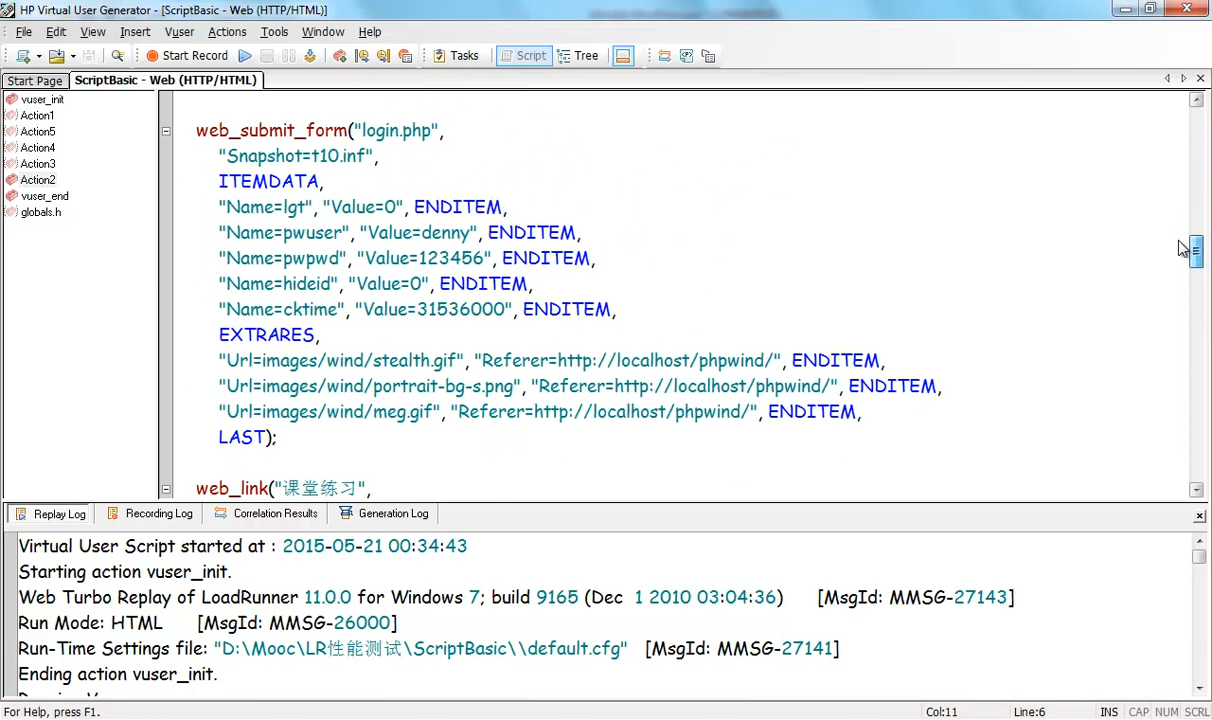 HP Virtual User Generator - [ScriptBasic - Web (HTTP/HTML)]
File Edit View Insert Vuser Actions Tools Window Help
Start Record Tasks Script Tree
Start Page ScriptBasic - Web (HTTP/HTML)
vuser_init
Action1
Action5
Action4
Action3
Action2
vuser_end
globals.h
web_submit_form("login.php",
"Snapshot=t10.inf",
ITEMDATA,
"Name=lgt", "Value=0", ENDITEM,
"Name=pwuser", "Value=denny", ENDITEM,
"Name=pwpwd", "Value=123456", ENDITEM,
"Name=hideid", "Value=0", ENDITEM,
"Name=cktime", "Value=31536000", ENDITEM,
EXTRARES,
"Url=images/wind/stealth.gif", "Referer=http://localhost/phpwind/", ENDITEM,
"Url=images/wind/portrait-bg-s.png", "Referer=http://localhost/phpwind/", ENDITEM,
"Url=images/wind/meg.gif", "Referer=http://localhost/phpwind/", ENDITEM,
LAST);
web_link("课堂练习",
Replay Log Recording Log Correlation Results Generation Log
Virtual User Script started at : 2015-05-21 00:34:43
Starting action vuser_init.
Web Turbo Replay of LoadRunner 11.0.0 for Windows 7; build 9165 (Dec 1 2010 03:04:36) [MsgId: MMSG-27143]
Run Mode: HTML [MsgId: MMSG-26000]
Run-Time Settings file: "D:\Mooc\LR性能测试\ScriptBasic\\default.cfg" [MsgId: MMSG-27141]
Ending action vuser_init.
For Help, press F1. Col:11 Line:6 INS CAP NUM SCRL